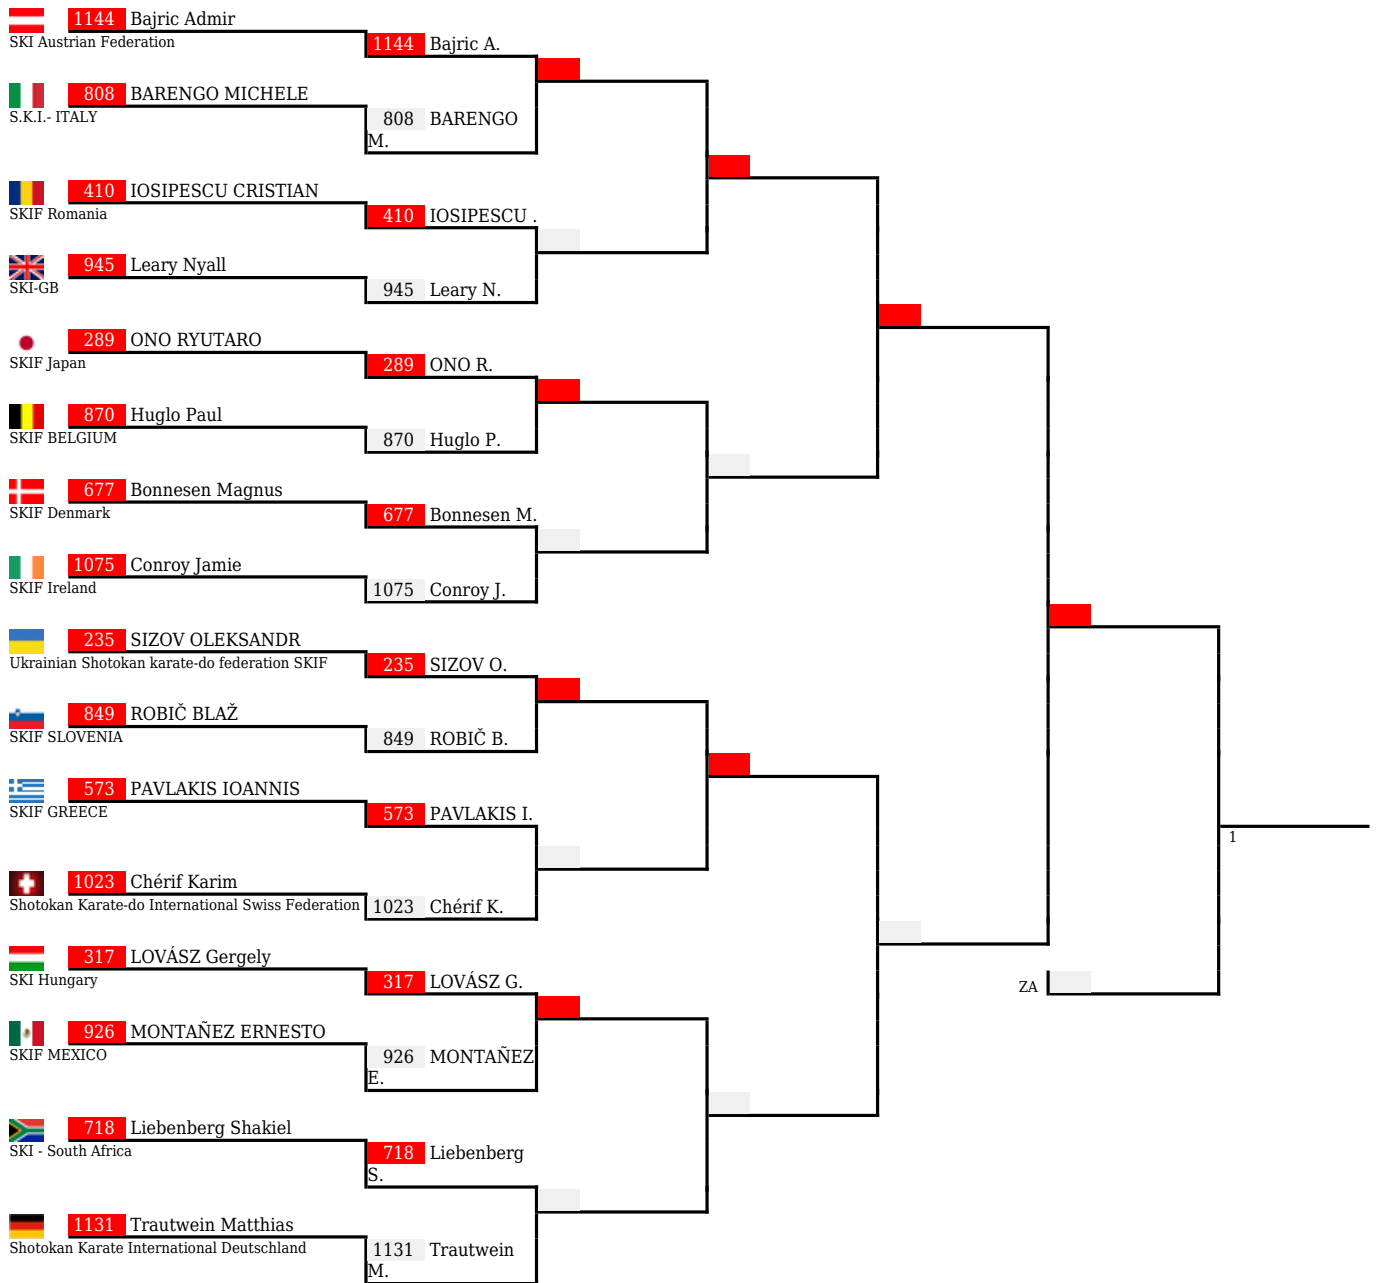 1144 Bajric Admir
SKI Austrian Federation
1144 Bajric A.
808 BARENGO MICHELE
S.K.I.- ITALY
808 BARENGO
M.
410 IOSIPESCU CRISTIAN
SKIF Romania
410 IOSIPESCU .
945 Leary Nyall
SKI-GB
945 Leary N.
289 ONO RYUTARO
SKIF Japan
289 ONO R.
870 Huglo Paul
SKIF BELGIUM
870 Huglo P.
677 Bonnesen Magnus
SKIF Denmark
677 Bonnesen M.
1075 Conroy Jamie
SKIF Ireland
1075 Conroy J.
235 SIZOV OLEKSANDR
Ukrainian Shotokan karate-do federation SKIF
235 SIZOV O.
849 ROBIČ BLAŽ
SKIF SLOVENIA
849 ROBIČ B.
573 PAVLAKIS IOANNIS
SKIF GREECE
573 PAVLAKIS I.
1
1023 Chérif Karim
Shotokan Karate-do International Swiss Federation
1023 Chérif K.
317 LOVÁSZ Gergely
SKI Hungary
317 LOVÁSZ G.
ZA
926 MONTAÑEZ ERNESTO
SKIF MEXICO
926 MONTAÑEZ
E.
718 Liebenberg Shakiel
SKI - South Africa
718 Liebenberg
S.
1131 Trautwein Matthias
Shotokan Karate International Deutschland
1131 Trautwein
M.